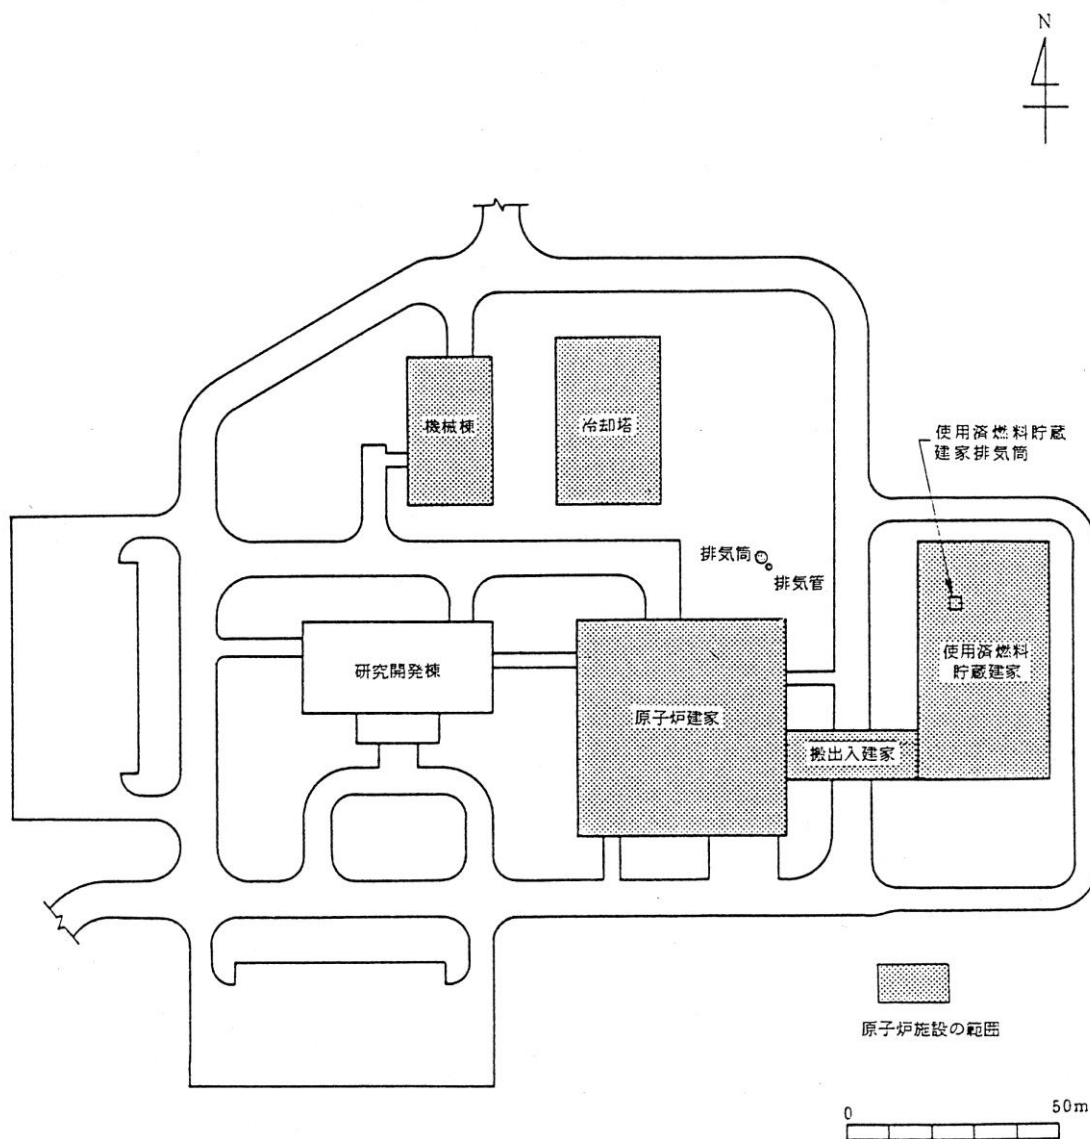 N
機械棟
冷却塔
使用済燃料貯蔵
建家排気筒
排気筒
排気管
研究開発棟
原子炉建家
使用済燃料
貯蔵建家
搬出入建家
原子炉施設の範囲
0
50m